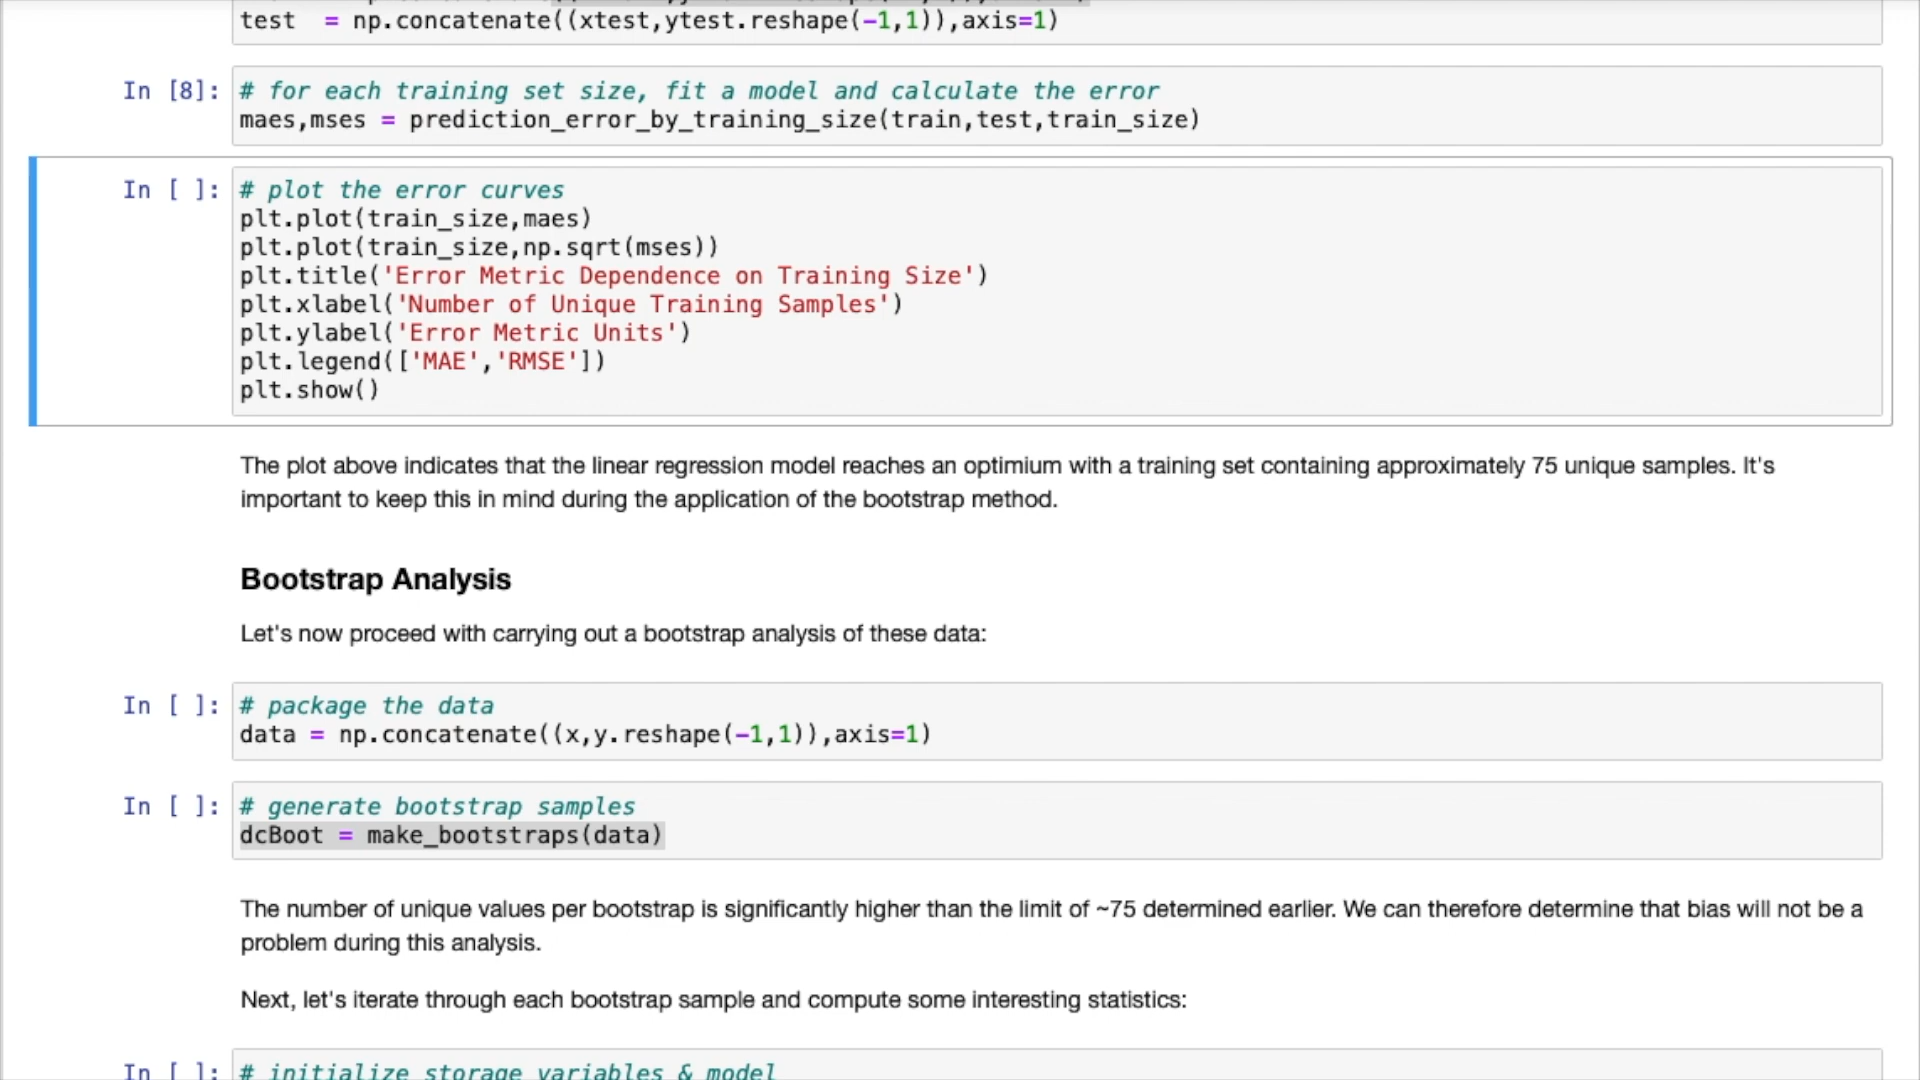 test  = np.concatenate((xtest,ytest.reshape(-1,1)),axis=1)
In [8]: # for each training set size, fit a model and calculate the error
maes,mses = prediction_error_by_training_size(train,test,train_size)
In [ ]: # plot the error curves
plt.plot(train_size,maes)
plt.plot(train_size,np.sqrt(mses))
plt.title('Error Metric Dependence on Training Size')
plt.xlabel('Number of Unique Training Samples')
plt.ylabel('Error Metric Units')
plt.legend(['MAE','RMSE'])
plt.show()
The plot above indicates that the linear regression model reaches an optimium with a training set containing approximately 75 unique samples. It's
important to keep this in mind during the application of the bootstrap method.
Bootstrap Analysis
Let's now proceed with carrying out a bootstrap analysis of these data:
In [ ]: # package the data
data = np.concatenate((x,y.reshape(-1,1)),axis=1)
In [ ]: # generate bootstrap samples
dcBoot = make_bootstraps(data)
The number of unique values per bootstrap is significantly higher than the limit of ~75 determined earlier. We can therefore determine that bias will not be a
problem during this analysis.
Next, let's iterate through each bootstrap sample and compute some interesting statistics:
In [ ]: # initialize storage variables & model